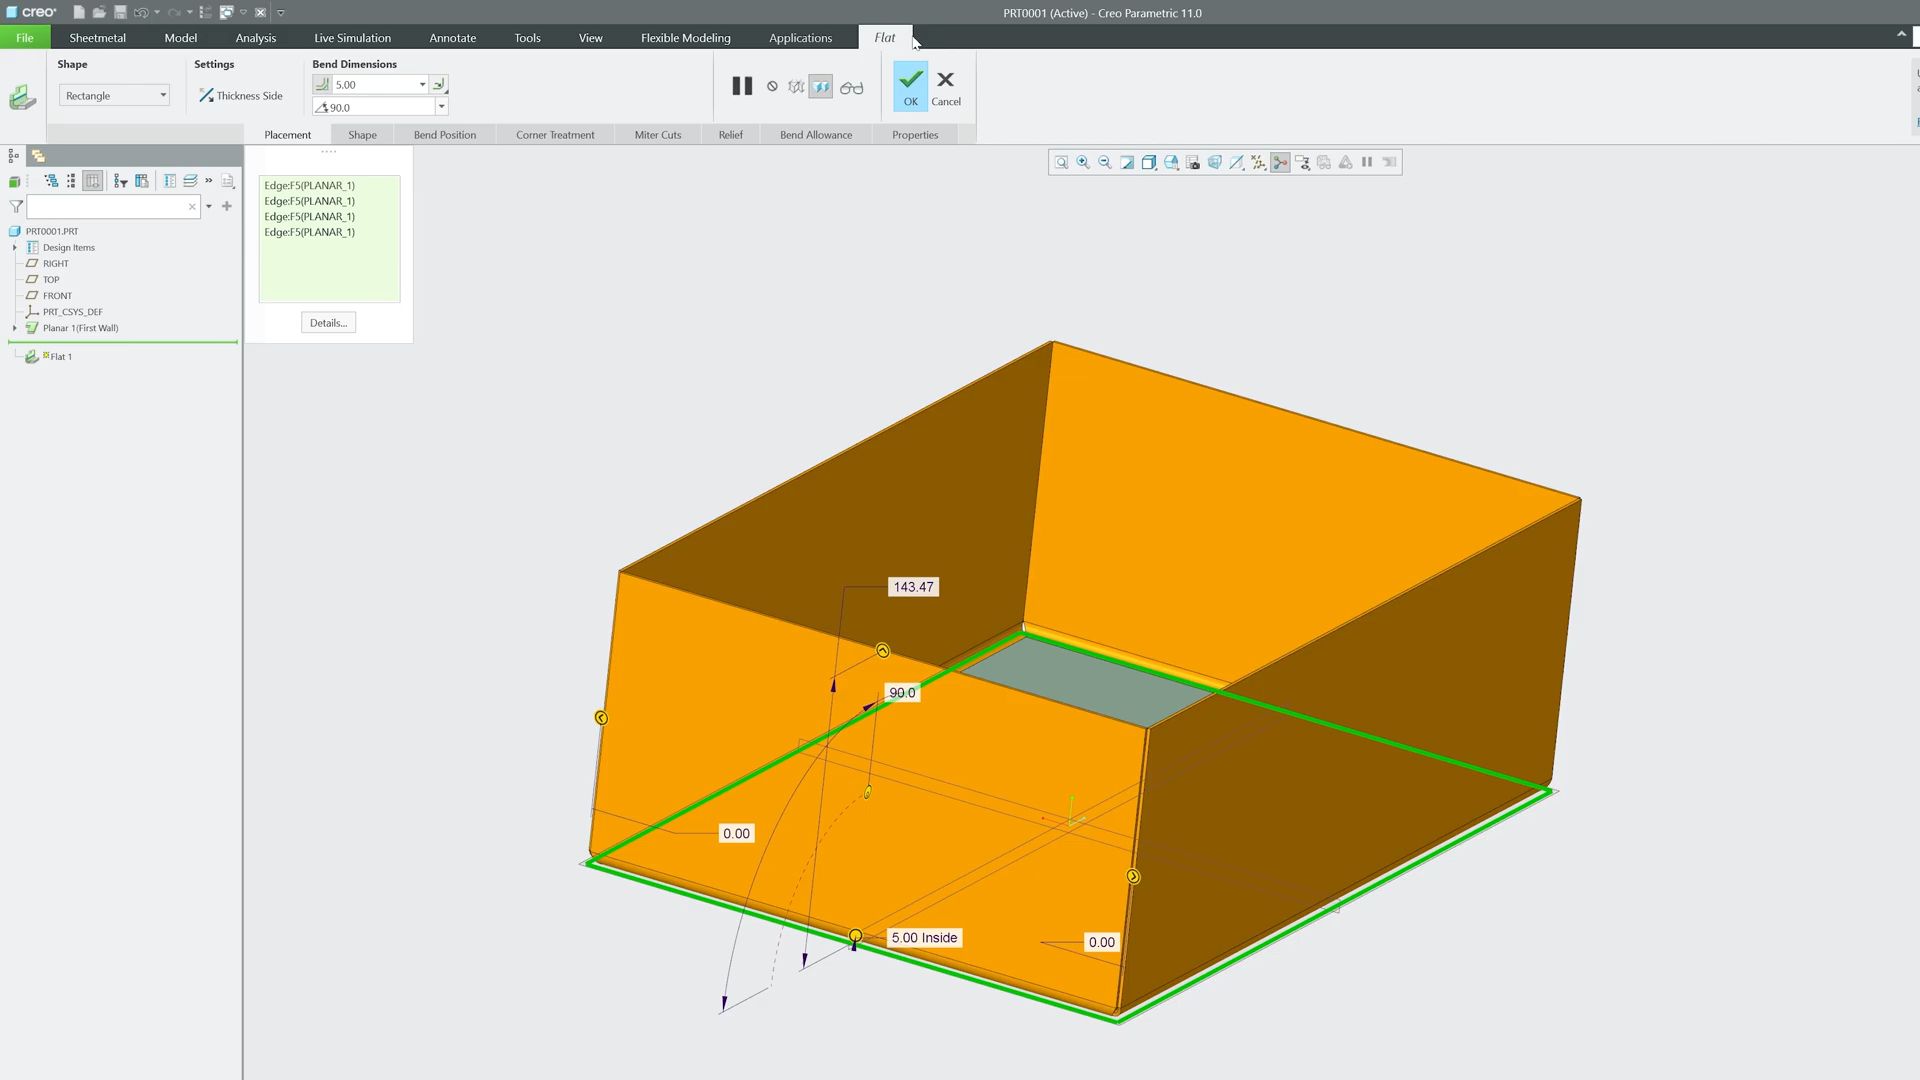 creo
PRT0001 (Active) - Creo Parametric 11.0
File
Sheetmetal
Model
Analysis
Live Simulation
Annotate
Tools
View
Flexible Modeling
Applications
Flat
Shape
Settings
Bend Dimensions
Rectangle
Thickness Side
5.00
90.0
OK
Cancel
Placement
Shape
Bend Position
Corner Treatment
Miter Cuts
Relief
Bend Allowance
Properties
Edge:F5(PLANAR_1)
Edge:F5(PLANAR_1)
Edge:F5(PLANAR_1)
Edge:F5(PLANAR_1)
Details...
PRT0001.PRT
Design Items
RIGHT
TOP
FRONT
PRT_CSYS_DEF
Planar 1(First Wall)
Flat 1
143.47
90.0
0.00
5.00 Inside
0.00